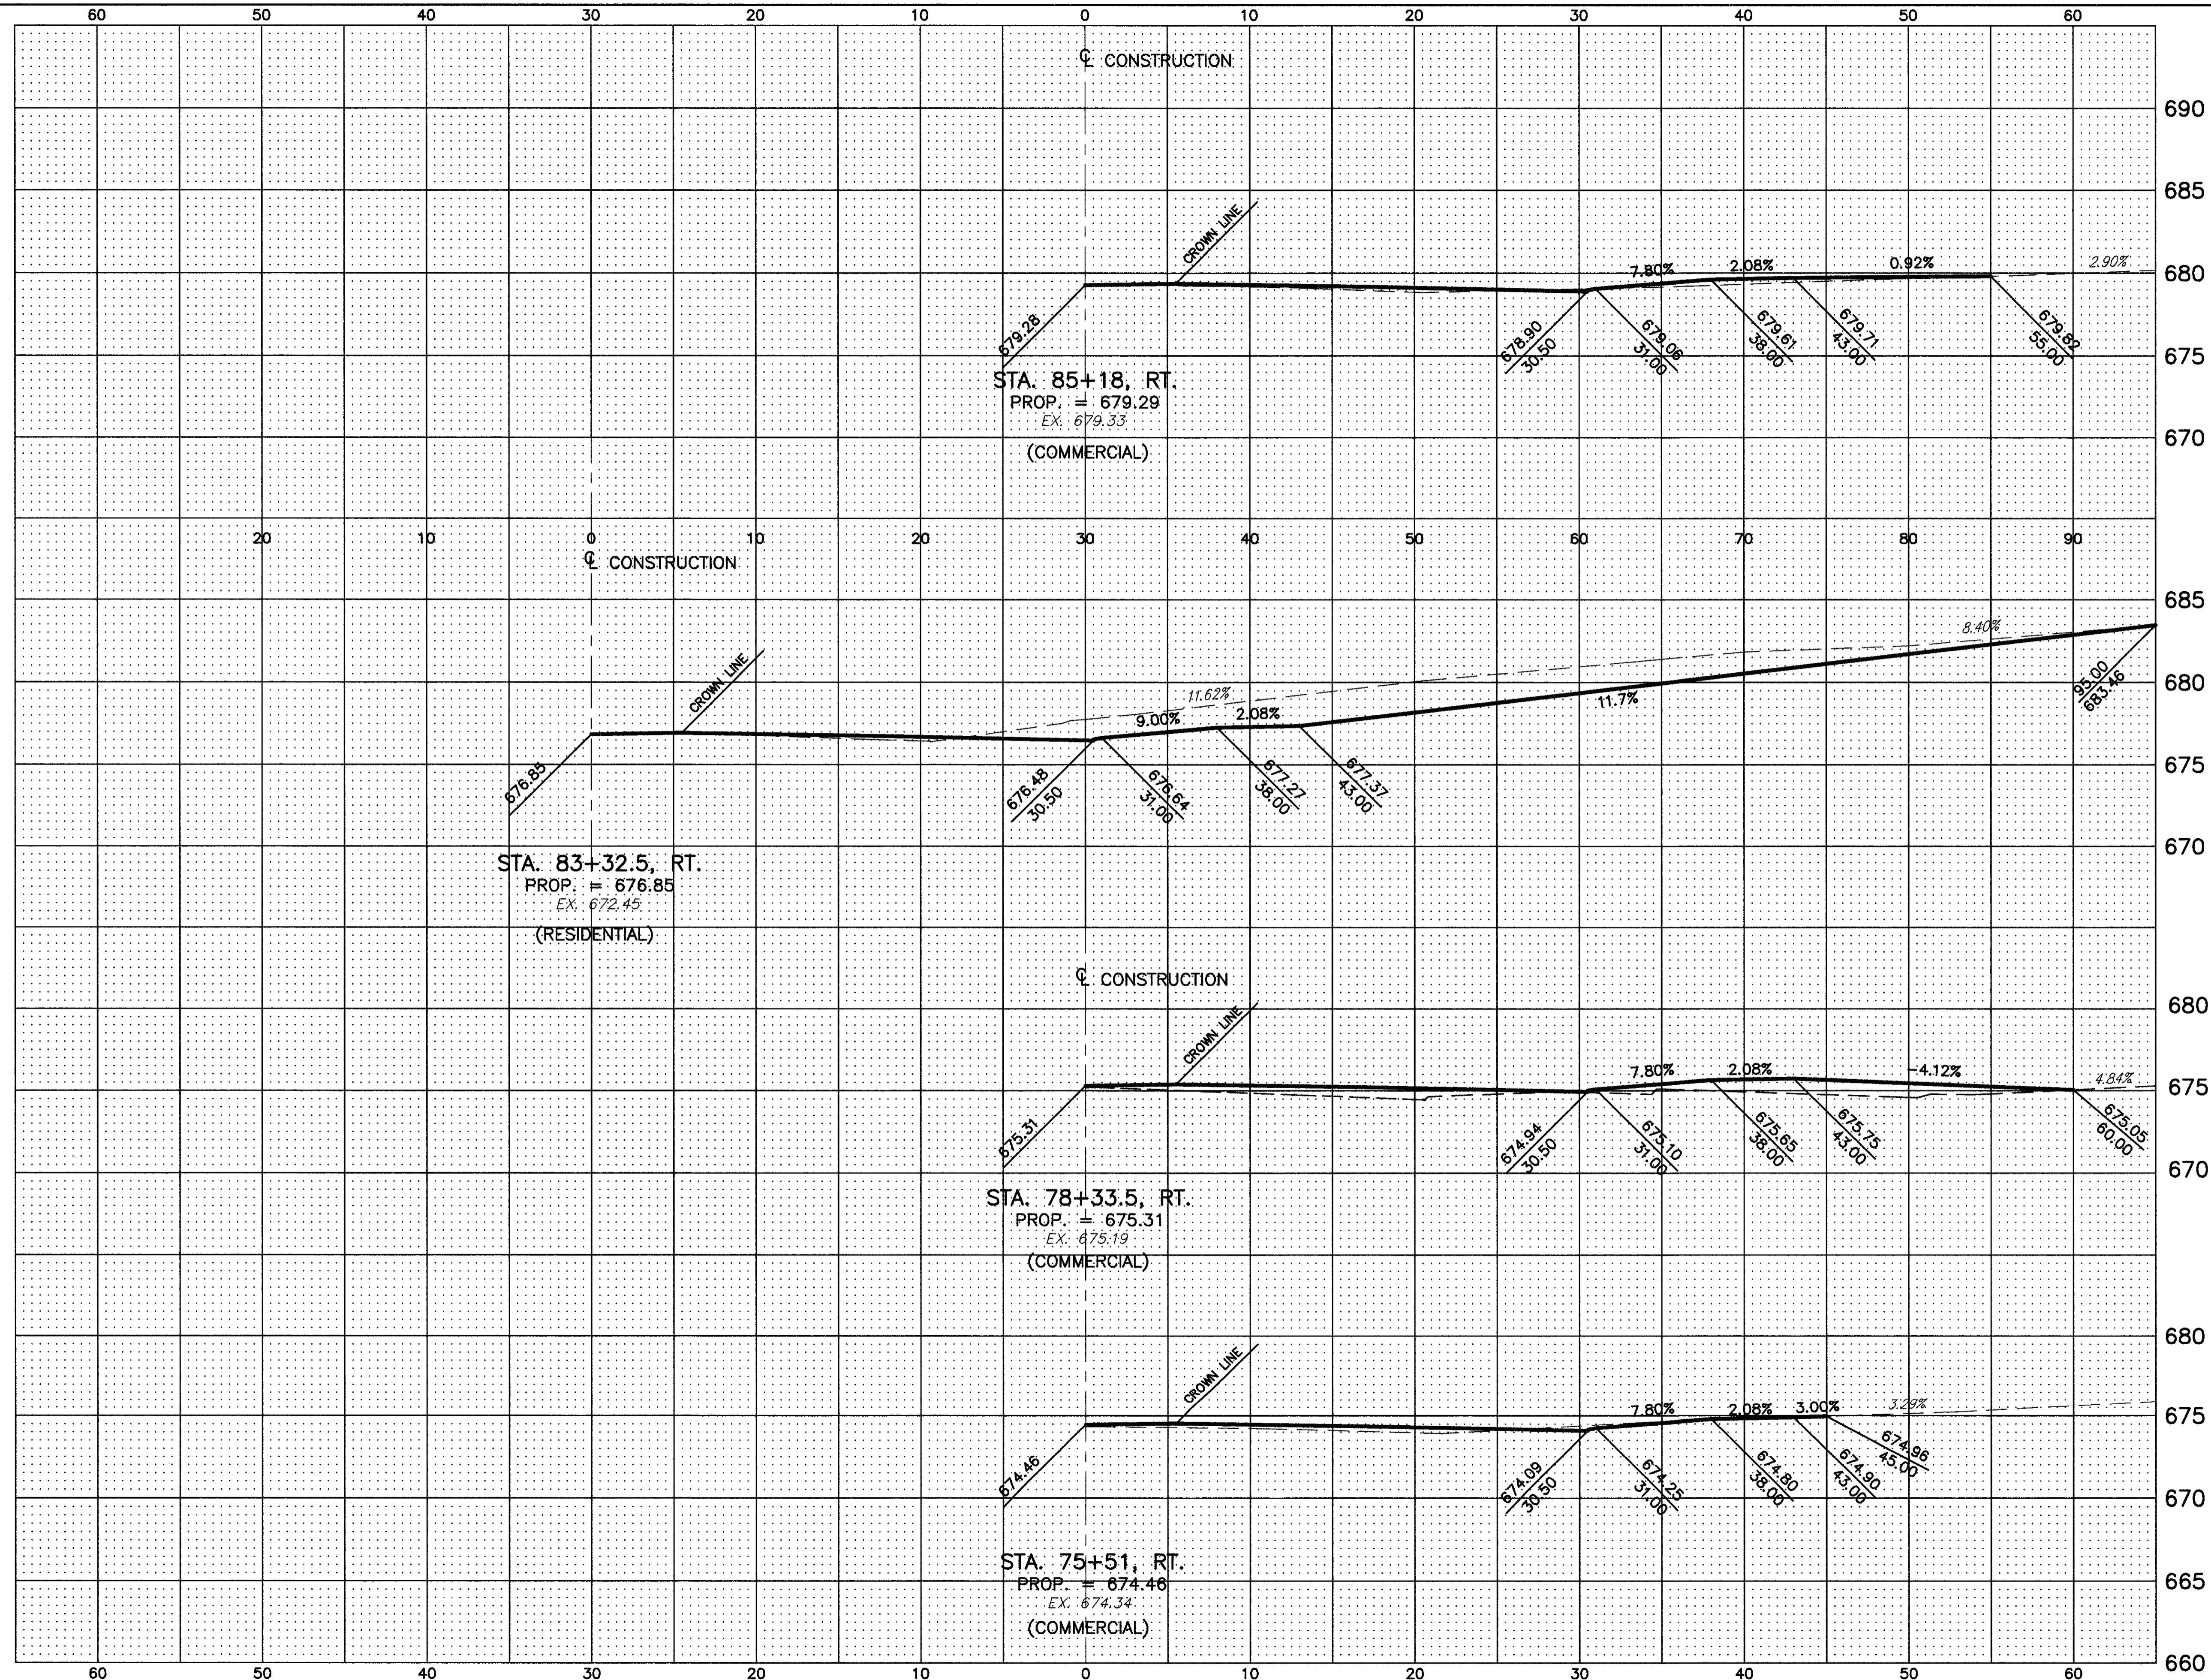 60 50 40 30 20 10 0 10 20 30 40 50 60
℄ CONSTRUCTION
690
685
CROWN LINE
680
7.80% 2.08% 0.92% 2.90%
679.28
678.90
30.50
679.06
31.00
679.61
38.00
679.71
43.00
679.82
55.00
675
STA. 85+18, RT.
PROP. = 679.29
EX. 679.33
(COMMERCIAL)
670
20 10 0 10 20 30 40 50 60 70 80 90
℄ CONSTRUCTION
685
CROWN LINE
8.40%
11.62%
680
9.00% 2.08% 11.7%
95.00
683.46
676.85
676.48
30.50
676.64
31.00
677.27
38.00
677.37
43.00
675
STA. 83+32.5, RT.
PROP. = 676.85
EX. 672.45
(RESIDENTIAL)
670
℄ CONSTRUCTION
680
CROWN LINE
7.80% 2.08% -4.12% 4.84%
675
675.31
674.94
30.50
675.10
31.00
675.65
38.00
675.75
43.00
675.05
60.00
670
STA. 78+33.5, RT.
PROP. = 675.31
EX. 675.19
(COMMERCIAL)
680
CROWN LINE
7.80% 2.08% 3.00% 3.29%
675
674.46
674.09
30.50
674.25
31.00
674.80
38.00
674.90
43.00
674.96
45.00
670
STA. 75+51, RT.
PROP. = 674.46
EX. 674.34
(COMMERCIAL)
665
660
60 50 40 30 20 10 0 10 20 30 40 50 60